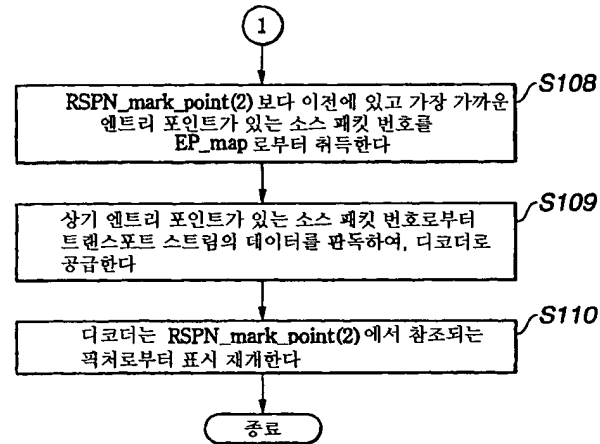 1
S108
RSPN_mark_point(2) 보다 이전에 있고 가장 가까운
엔트리 포인트가 있는 소스 패킷 번호를
EP_map 로부터 취득한다
S109
상기 엔트리 포인트가 있는 소스 패킷 번호로부터
트랜스포트 스트림의 데이터를 판독하여, 디코더로
공급한다
S110
디코더는 RSPN_mark_point(2) 에서 참조되는
픽처로부터 표시 재개한다
종료